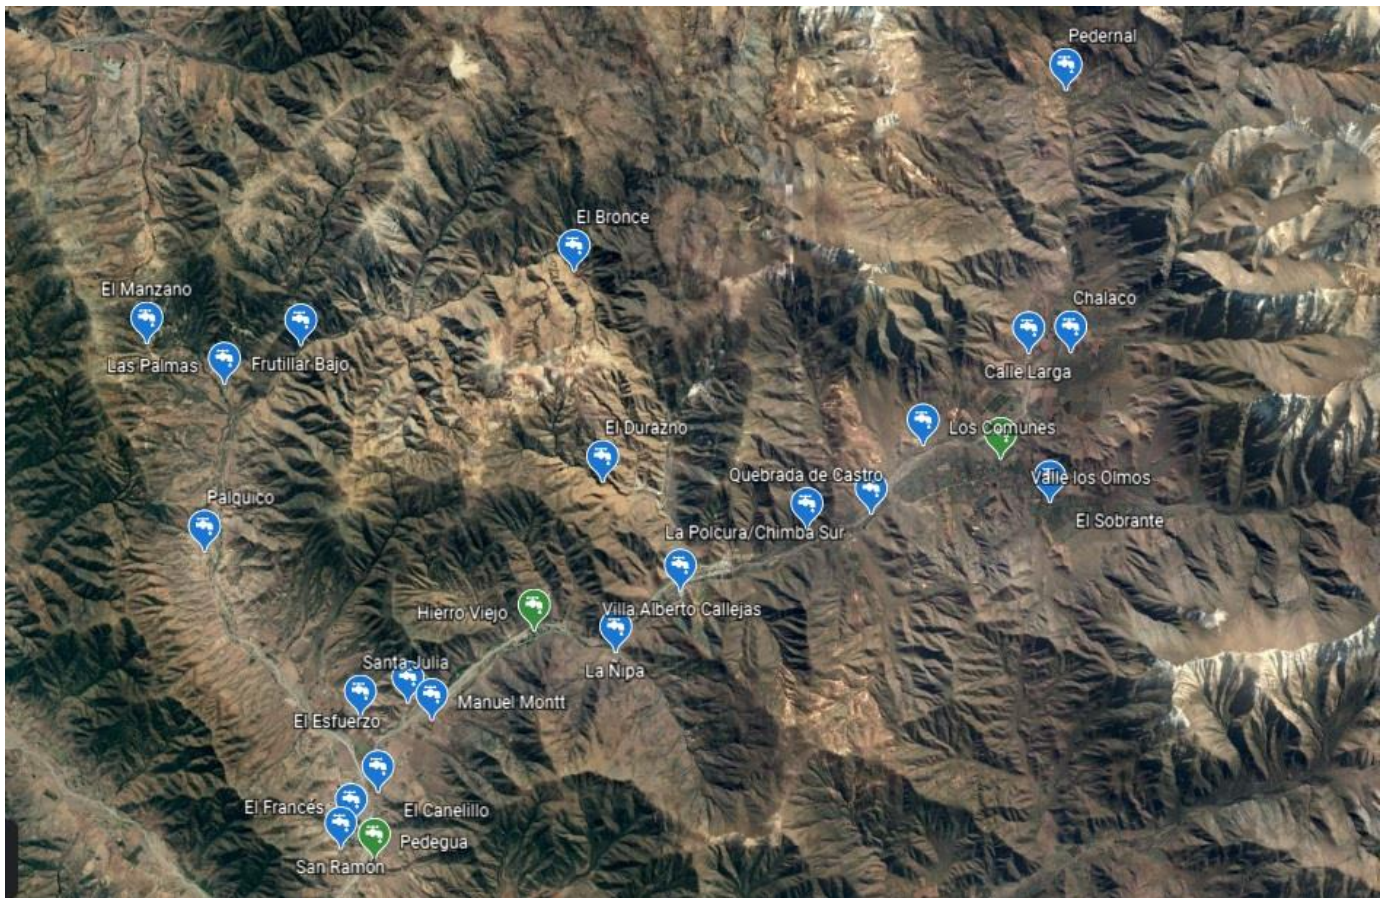 Pedernal
El Bronce
El Manzano
Chalaco
Las Palmas
Frutillar Bajo
Calle Larga
El Durazno
Los Comunes
Quebrada de Castro
Valle los Olmos
Palquico
El Sobrante
La Polcura/Chimba Sur
Hierro Viejo
Villa Alberto Callejas
Santa Julia
La Ñipa
Manuel Montt
El Esfuerzo
El Francés
El Canelillo
Pedegua
San Ramón